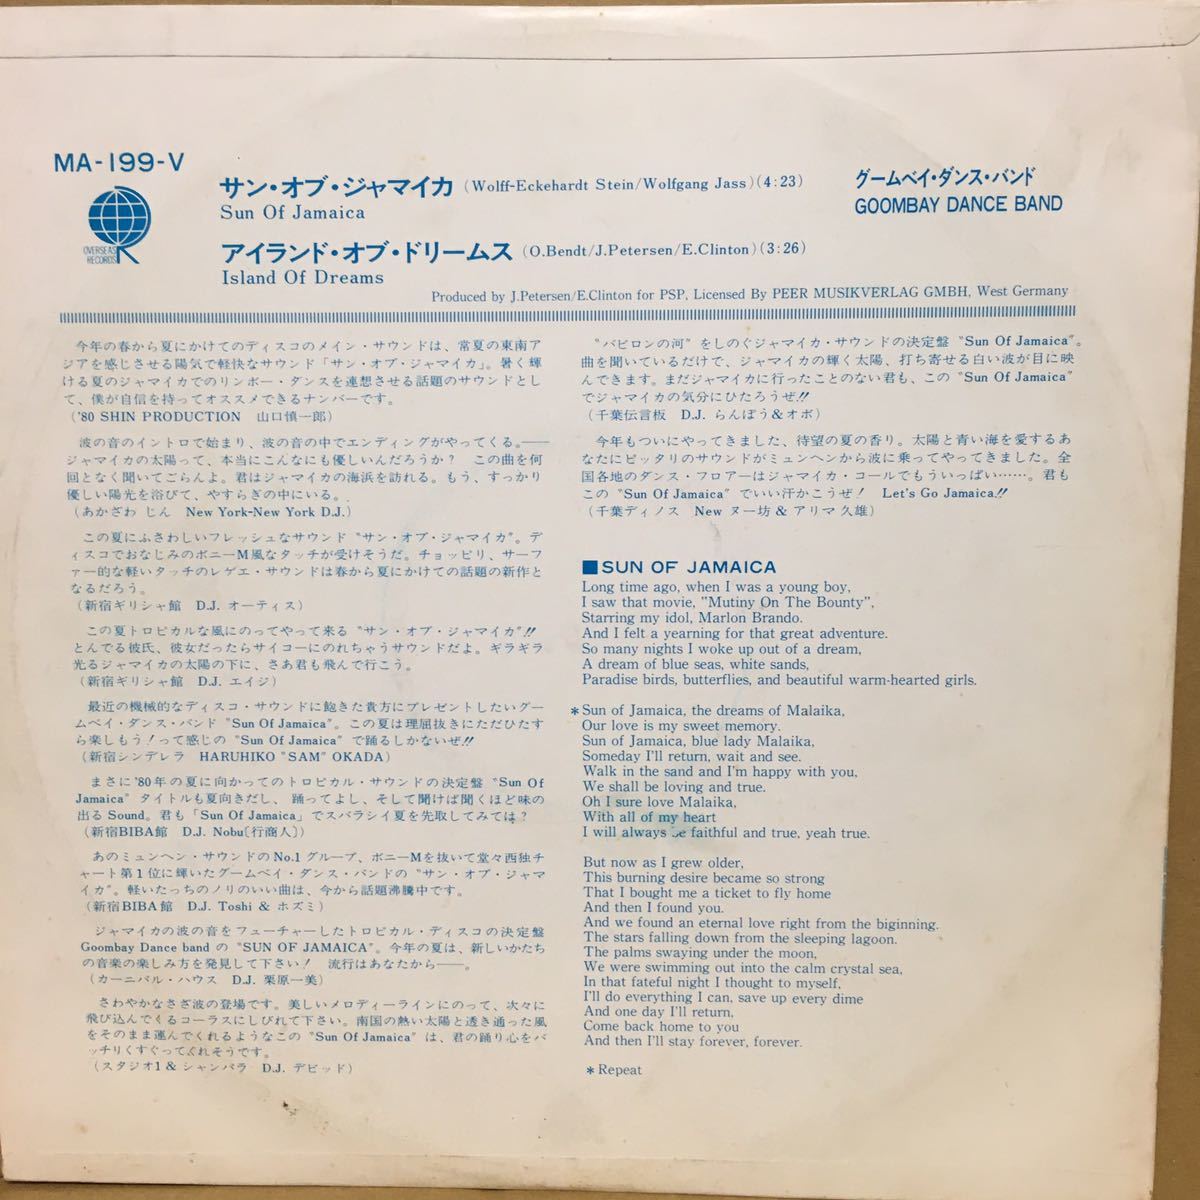 MA-199-V
OVERSEAS
RECORDS
サン・オブ・ジャマイカ (Wolff-Eckehardt Stein/Wolfgang Jass)(4:23)
Sun Of Jamaica
アイランド・オブ・ドリームス (O.Bendt/J.Petersen/E.Clinton)(3:26)
Island Of Dreams
グームベイ・ダンス・バンド
GOOMBAY DANCE BAND
Produced by J.Petersen/E.Clinton for PSP, Licensed By PEER MUSIKVERLAG GMBH, West Germany
今年の春から夏にかけてのディスコのメイン・サウンドは、常夏の東南ア
ジアを感じさせる陽気で軽快なサウンド「サン・オブ・ジャマイカ」。暑く輝
ける夏のジャマイカでのリンボー・ダンスを連想させる話題のサウンドとし
て、僕が自信を持ってオススメできるナンバーです。
('80 SHIN PRODUCTION 山口慎一郎)
波の音のイントロで始まり、波の音の中でエンディングがやってくる。——
ジャマイカの太陽って、本当にこんなにも優しいんだろうか? この曲を何
回となく聞いてごらんよ。君はジャマイカの海浜を訪れる。もう、すっかり
優しい陽光を浴びて、やすらぎの中にいる。
(あかざわ じん New York-New York D.J.)
この夏にふさわしいフレッシュなサウンド〝サン・オブ・ジャマイカ〟。デ
ィスコでおなじみのボニーM風なタッチが受けそうだ。チョッピリ、サーフ
ァー的な軽いタッチのレゲエ・サウンドは春から夏にかけての話題の新作と
なるだろう。
(新宿ギリシャ館 D.J. オーティス)
この夏トロピカルな風にのってやって来る〝サン・オブ・ジャマイカ〟!!
とんでる彼氏、彼女だったらサイコーにのれちゃうサウンドだよ。ギラギラ
光るジャマイカの太陽の下に、さあ君も飛んで行こう。
(新宿ギリシャ館 D.J. エイジ)
最近の機械的なディスコ・サウンドに飽きた貴方にプレゼントしたいグー
ムベイ・ダンス・バンド〝Sun Of Jamaica〟。この夏は理屈抜きにただひたす
ら楽しもう!って感じの〝Sun Of Jamaica〟で踊るしかないぜ!!
(新宿シンデレラ HARUHIKO "SAM" OKADA)
まさに'80年の夏に向かってのトロピカル・サウンドの決定盤〝Sun Of
Jamaica〟タイトルも夏向きだし、踊ってよし、そして聞けば聞くほど味の
出る Sound。君も「Sun Of Jamaica」でスバラシイ夏を先取してみては?
(新宿BIBA館 D.J. Nobu〔行商人〕)
あのミュンヘン・サウンドのNo.1グループ、ボニーMを抜いて堂々西独チ
ャート第1位に輝いたグームベイ・ダンス・バンドの〝サン・オブ・ジャマ
イカ〟。軽いたっちのノリのいい曲は、今から話題沸騰中です。
(新宿BIBA館 D.J. Toshi & ホズミ)
ジャマイカの波の音をフューチャーしたトロピカル・ディスコの決定盤
Goombay Dance band の〝SUN OF JAMAICA〟。今年の夏は、新しいかたち
の音楽の楽しみ方を発見して下さい! 流行はあなたから——。
(カーニバル・ハウス D.J. 栗原一美)
さわやかなさざ波の登場です。美しいメロディーラインにのって、次々に
飛び込んでくるコーラスにしびれて下さい。南国の熱い太陽と透き通った風
をそのまま運んでくれるようなこの〝Sun Of Jamaica〟は、君の踊り心をバ
ッチリくすぐってくれそうです。
(スタジオ1 & シャンバラ D.J. デビッド)
〝バビロンの河〟をしのぐジャマイカ・サウンドの決定盤〝Sun Of Jamaica〟。
曲を聞いているだけで、ジャマイカの輝く太陽、打ち寄せる白い波が目に映
んできます。まだジャマイカに行ったことのない君も、この〝Sun Of Jamaica〟
でジャマイカの気分にひたろうぜ!!
(千葉伝言板 D.J. らんぼう&オボ)
今年もついにやってきました、待望の夏の香り。太陽と青い海を愛するあ
なたにピッタリのサウンドがミュンヘンから波に乗ってやってきました。全
国各地のダンス・フロアーはジャマイカ・コールでもういっぱい……。君も
この〝Sun Of Jamaica〟でいい汗かこうぜ! Let's Go Jamaica!!
(千葉ディノス New ヌー坊 & アリマ 久雄)
■SUN OF JAMAICA
Long time ago, when I was a young boy,
I saw that movie, "Mutiny On The Bounty",
Starring my idol, Marlon Brando.
And I felt a yearning for that great adventure.
So many nights I woke up out of a dream,
A dream of blue seas, white sands,
Paradise birds, butterflies, and beautiful warm-hearted girls.
*Sun of Jamaica, the dreams of Malaika,
Our love is my sweet memory.
Sun of Jamaica, blue lady Malaika,
Someday I'll return, wait and see.
Walk in the sand and I'm happy with you,
We shall be loving and true.
Oh I sure love Malaika,
With all of my heart
I will always be faithful and true, yeah true.
But now as I grew older,
This burning desire became so strong
That I bought me a ticket to fly home
And then I found you.
And we found an eternal love right from the biginning.
The stars falling down from the sleeping lagoon.
The palms swaying under the moon,
We were swimming out into the calm crystal sea,
In that fateful night I thought to myself,
I'll do everything I can, save up every dime
And one day I'll return,
Come back home to you
And then I'll stay forever, forever.
*Repeat